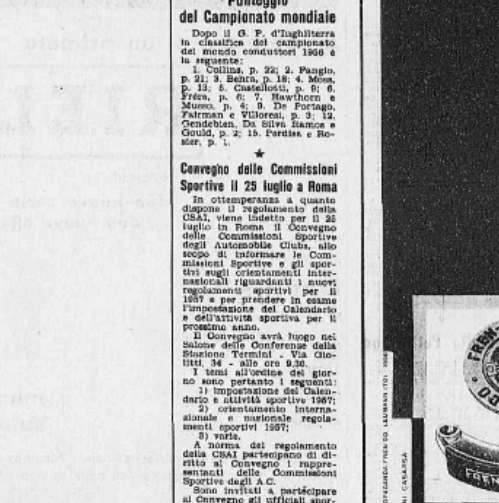 Punteggio
del Campionato mondiale
Dopo il G. P. d'Inghilterra
la classifica del campionato
del mondo conduttori 1956 è
la seguente:
1. Collins, p. 22; 2. Fangio,
p. 21; 3. Behra, p. 18; 4. Moss,
p. 13; 5. Castellotti, p. 9; 6.
Frère, p. 6; 7. Hawthorn e
Musso, p. 4; 9. De Portago,
Fairman e Villoresi, p. 3; 12.
Gendebien, Da Silva Ramos e
Gould, p. 2; 15. Perdisa e Ro-
sier, p. 1.
Convegno delle Commissioni
Sportive il 25 luglio a Roma
In ottemperanza a quanto
dispone il regolamento della
CSAI, viene indetto per il 25
luglio in Roma il Convegno
delle Commissioni Sportive
degli Automobile Clubs, allo
scopo di informare le Com-
missioni Sportive e gli spor-
tivi sugli orientamenti inter-
nazionali riguardanti i nuovi
regolamenti sportivi per il
1957 e per prendere in esame
l'impostazione del Calendario
e dell'attività sportiva per il
prossimo anno.
Il Convegno avrà luogo nel
Salone delle Conferenze della
Stazione Termini - Via Gio-
litti, 34 - alle ore 9,30.
I temi all'ordine del gior-
no sono pertanto i seguenti:
1) impostazione del Calen-
dario e attività sportiva 1957;
2) orientamento interna-
zionale e nazionale regola-
menti sportivi 1957;
3) varie.
A norma del regolamento
della CSAI partecipano di di-
ritto al Convegno i rappre-
sentanti delle Commissioni
Sportive degli A.C.
Sono invitati a partecipare
al Convegno gli ufficiali spor-